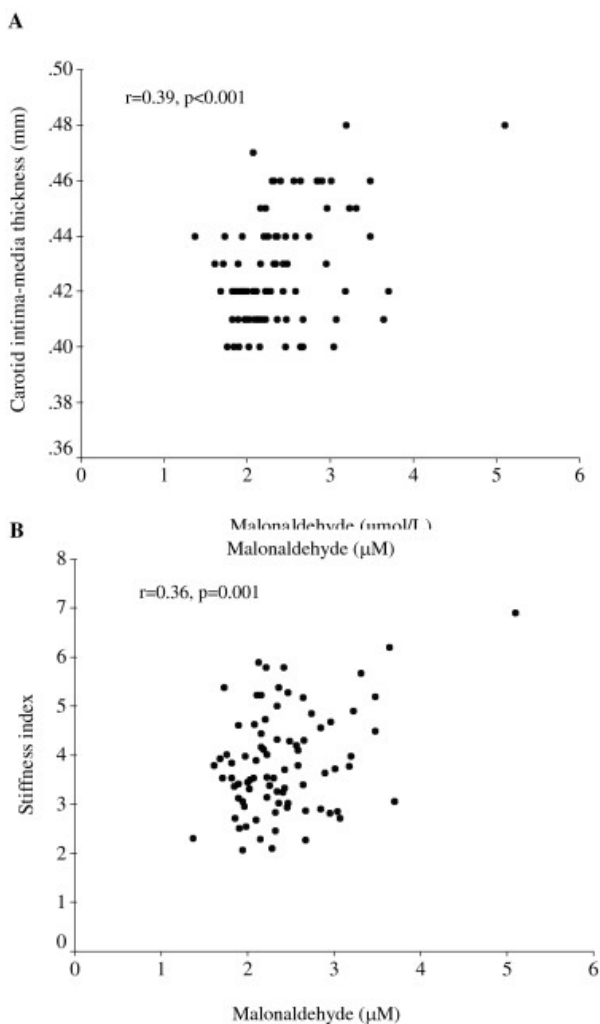 A
.50
r=0.39, p<0.001
.48
.46
.44
.42
.40
.38
.36
Carotid intima-media thickness (mm)
0 1 2 3 4 5 6
Malonaldehyde (µmol/L)
B
Malonaldehyde (µM)
8
r=0.36, p=0.001
7
6
5
4
3
2
1
0
Stiffness index
0 1 2 3 4 5 6
Malonaldehyde (µM)